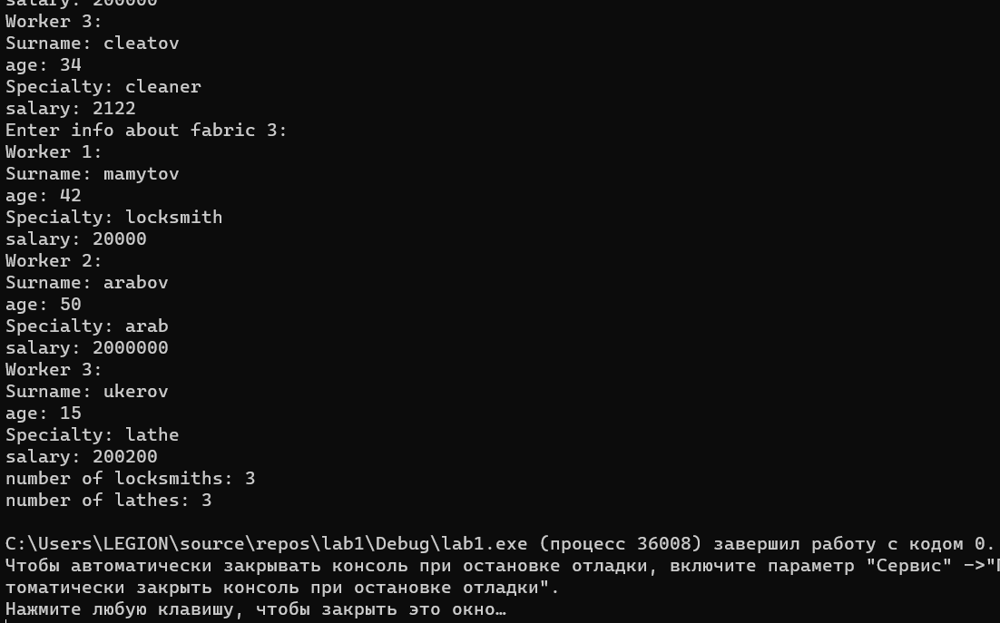 salary: 200000
Worker 3:
Surname: cleatov
age: 34
Specialty: cleaner
salary: 2122
Enter info about fabric 3:
Worker 1:
Surname: mamytov
age: 42
Specialty: locksmith
salary: 20000
Worker 2:
Surname: arabov
age: 50
Specialty: arab
salary: 2000000
Worker 3:
Surname: ukerov
age: 15
Specialty: lathe
salary: 200200
number of locksmiths: 3
number of lathes: 3
C:\Users\LEGION\source\repos\lab1\Debug\lab1.exe (процесс 36008) завершил работу с кодом 0.
Чтобы автоматически закрывать консоль при остановке отладки, включите параметр "Сервис" ->"
томатически закрыть консоль при остановке отладки".
Нажмите любую клавишу, чтобы закрыть это окно…